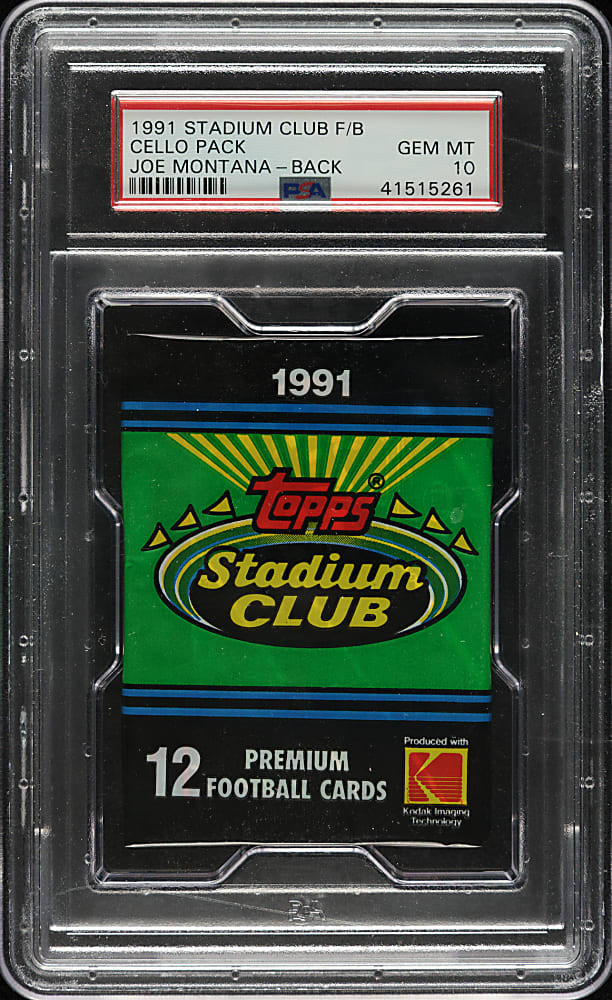 1991 STADIUM CLUB F/B
CELLO PACK GEM MT
JOE MONTANA - BACK 10
PSA 41515261
1991
TOPPS®
Stadium
CLUB
12 PREMIUM
FOOTBALL CARDS
Produced with
Kodak Imaging
Technology
PSA